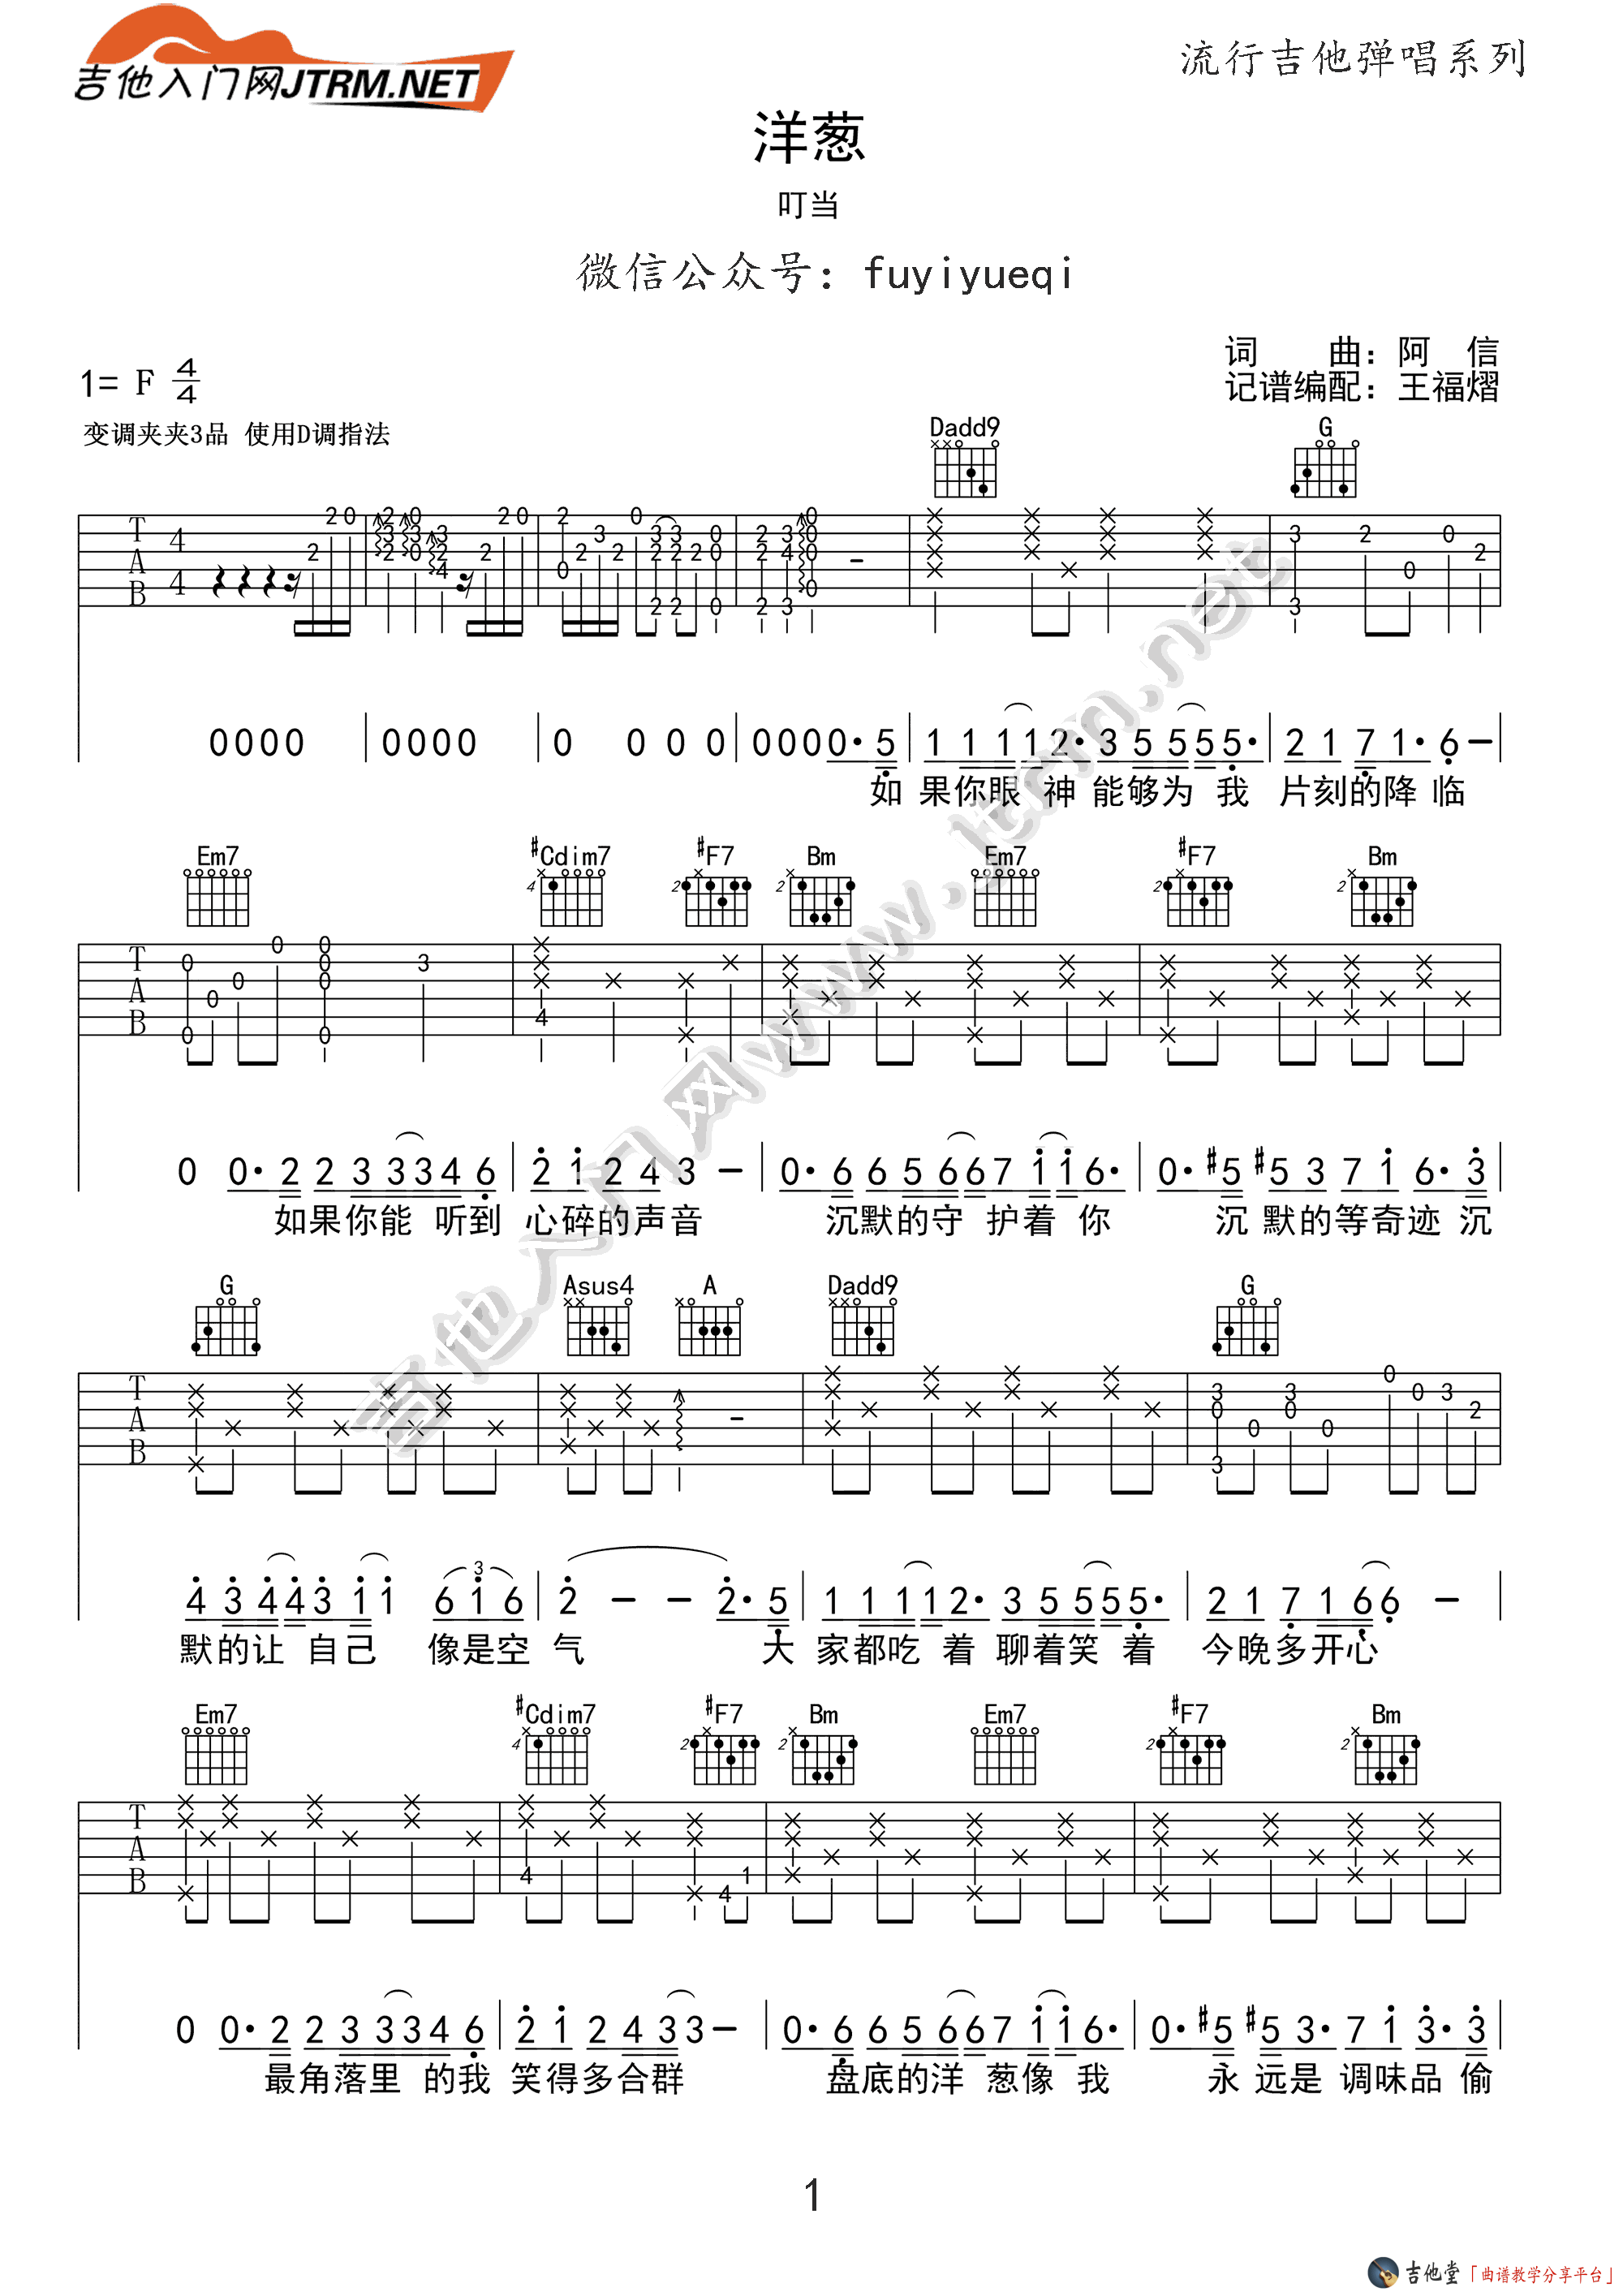 吉他入门网JTRM.NET
流行吉他弹唱系列
洋葱
叮当
微信公众号：fuyiyueqi
词　曲：阿　信
1= F 4/4
记谱编配：王福熠
变调夹夹3品 使用D调指法
Dadd9 G
T A B 4 4
0000 0000 0 0 0 0 00000·5 1 1 1 1 2·3 5 5 5 5· 2 1 7 1·6 –
如 果你眼 神 能够为 我 片刻的降 临
Em7 #Cdim7 #F7 Bm Em7 #F7 Bm
T A B
0 0·2 2 3 3 3 4 6 2 1 2 4 3 – 0·6 6 5 6 6 7 1 1 6· 0·#5 #5 3 7 1 6·3
如果你能 听到 心碎的声音 沉默的守 护着 你 沉 默的等奇迹 沉
G Asus4 A Dadd9 G
T A B
4 3 4 4 3 1 1 6 1 6 2 – – 2·5 1 1 1 1 2·3 5 5 5 5· 2 1 7 1 6 6 –
默的让 自己 像是空 气 大 家都吃 着 聊着笑 着 今晚多开心
Em7 #Cdim7 #F7 Bm Em7 #F7 Bm
T A B
0 0·2 2 3 3 3 4 6 2 1 2 4 3 3 – 0·6 6 5 6 6 7 1 1 6· 0·#5 #5 3·7 1 3·3
最角落里 的我 笑得多合群 盘底的洋 葱像 我 永 远是 调味品 偷
吉他入门网www.jtrm.net
1
吉他堂「曲谱教学分享平台」